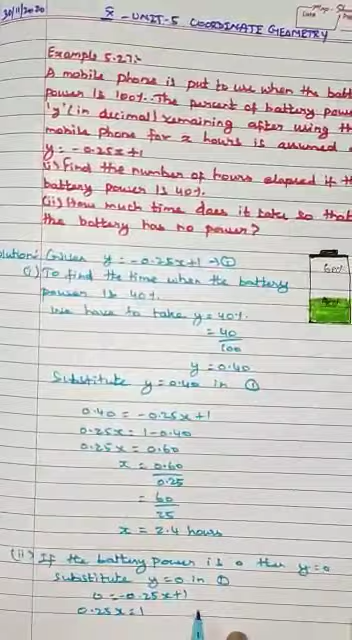 30/11/2020
X - UNIT-5 COORDINATE GEOMETRY
Date
Example 5.27:-
A mobile phone is put to use when the batt
power is 100%. The percent of battery powe
'y' (in decimal) remaining after using th
mobile phone for x hours is assumed
y = -0.25x+1
(i) Find the number of hours elapsed if th
battery power is 40%.
(ii) How much time does it take so that
the battery has no power?
olution: Given y = -0.25x+1 → ①
(i) To find the time when the battery
power is 40%.
We have to take y = 40%
= 40
100
y = 0.40
Substitute y = 0.40 in ①
0.40 = -0.25x+1
0.25x = 1-0.40
0.25x = 0.60
x = 0.60
0.25
= 60
25
x = 2.4 hours
(ii) If the battery power is 0 then y=0
Substitute y=0 in ①
0 = -0.25x+1
0.25x = 1